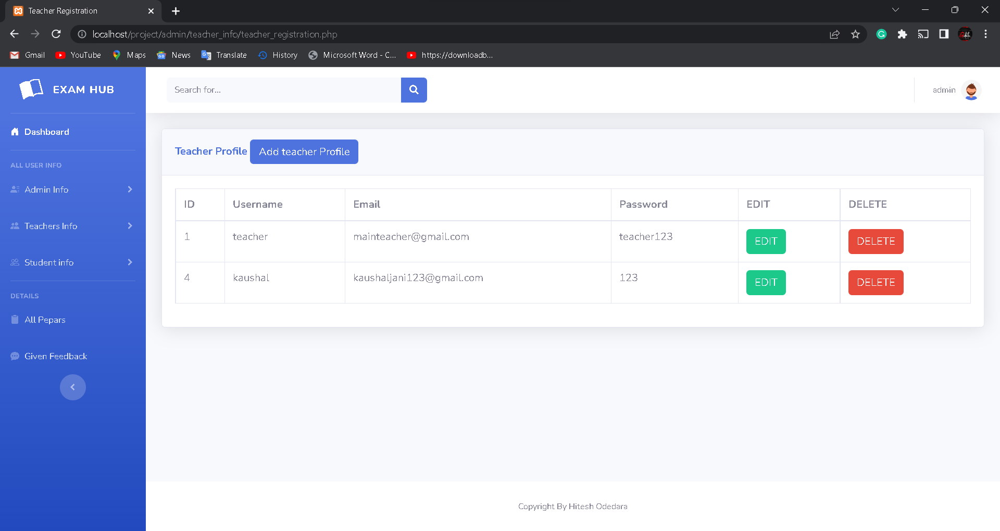 Teacher Registration
localhost/project/admin/teacher_info/teacher_registration.php
Gmail YouTube Maps News Translate History Microsoft Word - C... https://downloadb...
EXAM HUB
Search for...
admin
Dashboard
ALL USER INFO
Admin Info
Teachers Info
Student info
DETAILS
All Pepars
Given Feedback
Teacher Profile Add teacher Profile
ID Username Email Password EDIT DELETE
1 teacher mainteacher@gmail.com teacher123 EDIT DELETE
4 kaushal kaushaljani123@gmail.com 123 EDIT DELETE
Copyright By Hitesh Odedara